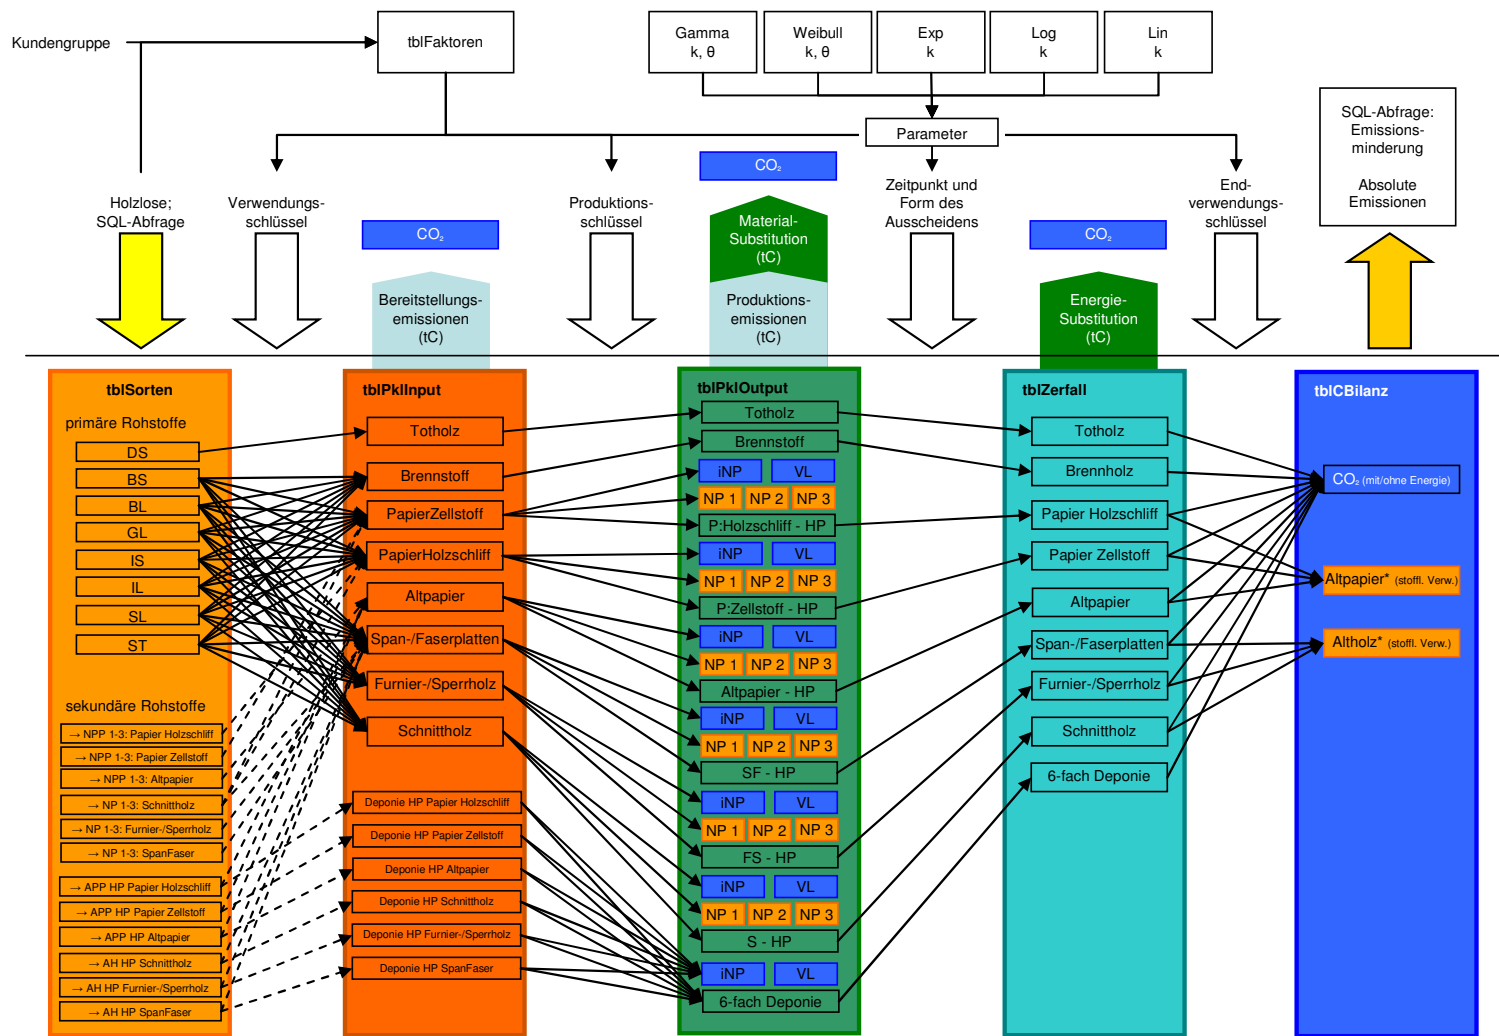 Kundengruppe
tblFaktoren
Gamma
k, θ
Weibull
k, θ
Exp
k
Log
k
Lin
k
Parameter
SQL-Abfrage:
Emissions-
minderung
Absolute
Emissionen
Holzlose;
SQL-Abfrage
Verwendungs-
schlüssel
CO₂
Bereitstellungs-
emissionen
(tC)
Produktions-
schlüssel
CO₂
Material-
Substitution
(tC)
Produktions-
emissionen
(tC)
Zeitpunkt und
Form des
Ausscheidens
CO₂
Energie-
Substitution
(tC)
End-
verwendungs-
schlüssel
tblSorten
primäre Rohstoffe
DS
BS
BL
GL
IS
IL
SL
ST
sekundäre Rohstoffe
→ NPP 1-3: Papier Holzschliff
→ NPP 1-3: Papier Zellstoff
→ NPP 1-3: Altpapier
→ NP 1-3: Schnittholz
→ NP 1-3: Furnier-/Sperrholz
→ NP 1-3: SpanFaser
→ APP HP Papier Holzschliff
→ APP HP Papier Zellstoff
→ APP HP Altpapier
→ AH HP Schnittholz
→ AH HP Furnier-/Sperrholz
→ AH HP SpanFaser
tblPklInput
Totholz
Brennstoff
PapierZellstoff
PapierHolzschliff
Altpapier
Span-/Faserplatten
Furnier-/Sperrholz
Schnittholz
Deponie HP Papier Holzschliff
Deponie HP Papier Zellstoff
Deponie HP Altpapier
Deponie HP Schnittholz
Deponie HP Furnier-/Sperrholz
Deponie HP SpanFaser
tblPklOutput
Totholz
Brennstoff
iNP VL
NP 1 NP 2 NP 3
P:Holzschliff - HP
iNP VL
NP 1 NP 2 NP 3
P:Zellstoff - HP
iNP VL
NP 1 NP 2 NP 3
Altpapier - HP
iNP VL
NP 1 NP 2 NP 3
SF - HP
iNP VL
NP 1 NP 2 NP 3
FS - HP
iNP VL
NP 1 NP 2 NP 3
S - HP
iNP VL
6-fach Deponie
tblZerfall
Totholz
Brennholz
Papier Holzschliff
Papier Zellstoff
Altpapier
Span-/Faserplatten
Furnier-/Sperrholz
Schnittholz
6-fach Deponie
tblCBilanz
CO₂ (mit/ohne Energie)
Altpapier* (stoffl. Verw.)
Altholz* (stoffl. Verw.)